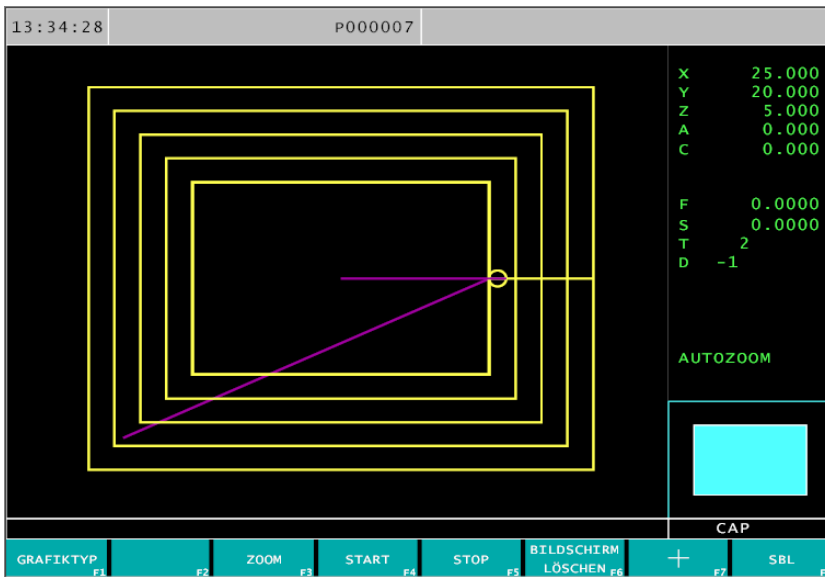 13:34:28 P000007
X 25.000
Y 20.000
Z 5.000
A 0.000
C 0.000
F 0.0000
S 0.0000
T 2
D -1
AUTOZOOM
CAP
GRAFIKTYP F1
F2
ZOOM F3
START F4
STOP F5
BILDSCHIRM
LÖSCHEN F6
+ F7
SBL